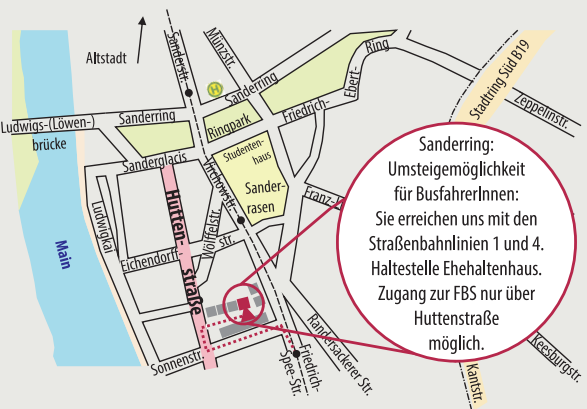 Altstadt
Sanderstr.
Münzstr.
H
Sanderring
Ebert-
Ring
Friedrich-
Stadtring Süd B19
Zeppelinstr.
Ludwigs-(Löwen-)
brücke
Sanderring
Ringpark
Studenten-
haus
Sanderglacis
Virchowstr.
Sander-
rasen
Franz-L
Ludwigkai
Main
Hutten-
straße
Wölffelstr.
Eichendorff-
str.
Sonnenstr.
Friedrich-
Spee-Str.
Randersackerer Str.
Keesburgstr.
Kantstr.
Sanderring:
Umsteigemöglichkeit
für BusfahrerInnen:
Sie erreichen uns mit den
Straßenbahnlinien 1 und 4.
Haltestelle Ehehaltenhaus.
Zugang zur FBS nur über
Huttenstraße
möglich.